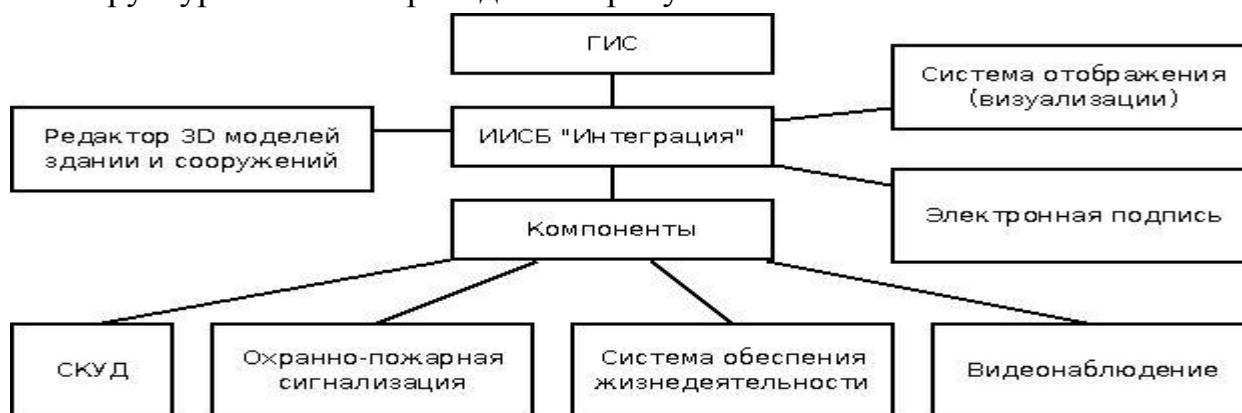 ГИС
Система отображения
(визуализации)
Редактор 3D моделей
здании и сооружений
ИИСБ "Интеграция"
Электронная подпись
Компоненты
СКУД
Охранно-пожарная
сигнализация
Система обеспения
жизнедеятельности
Видеонаблюдение